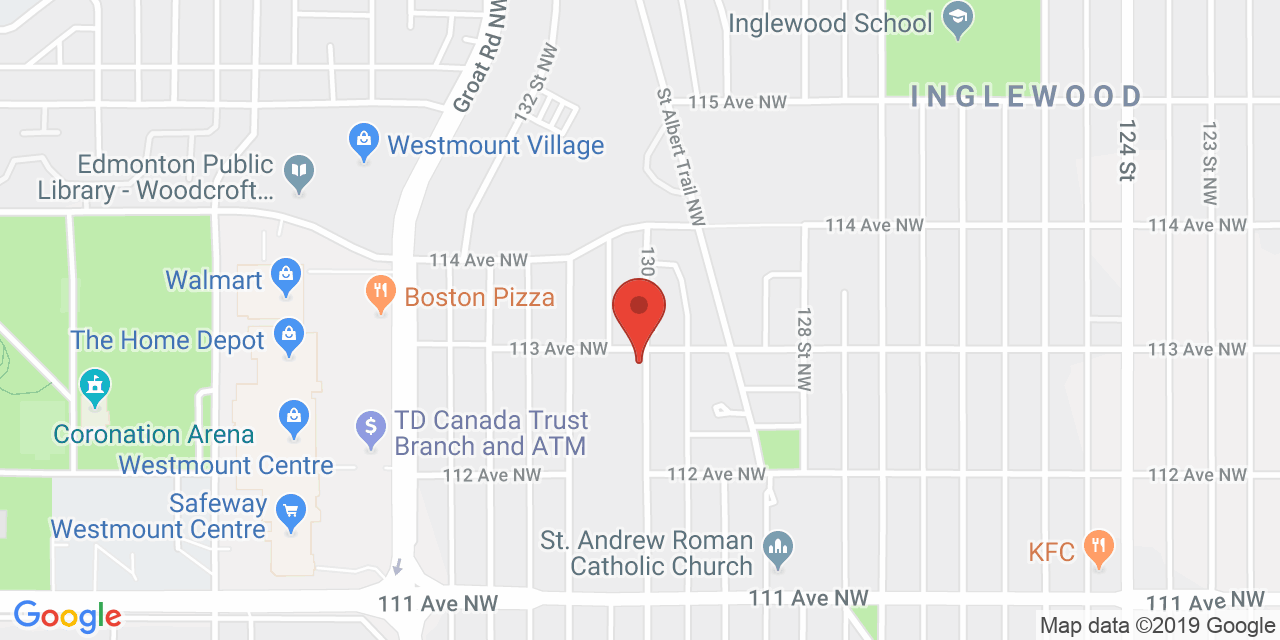 Inglewood School
Groat Rd NW
132 St NW
St Albert Trail NW
115 Ave NW
INGLEWOOD
124 St
123 St NW
Westmount Village
Edmonton Public
Library - Woodcroft...
114 Ave NW
114 Ave NW
114 Ave NW
130
Walmart
Boston Pizza
The Home Depot
113 Ave NW
128 St NW
113 Ave NW
Coronation Arena
TD Canada Trust
Branch and ATM
Westmount Centre
112 Ave NW
112 Ave NW
112 Ave NW
Safeway
Westmount Centre
St. Andrew Roman
Catholic Church
KFC
Google
111 Ave NW
111 Ave NW
111 Ave NW
Map data ©2019 Google